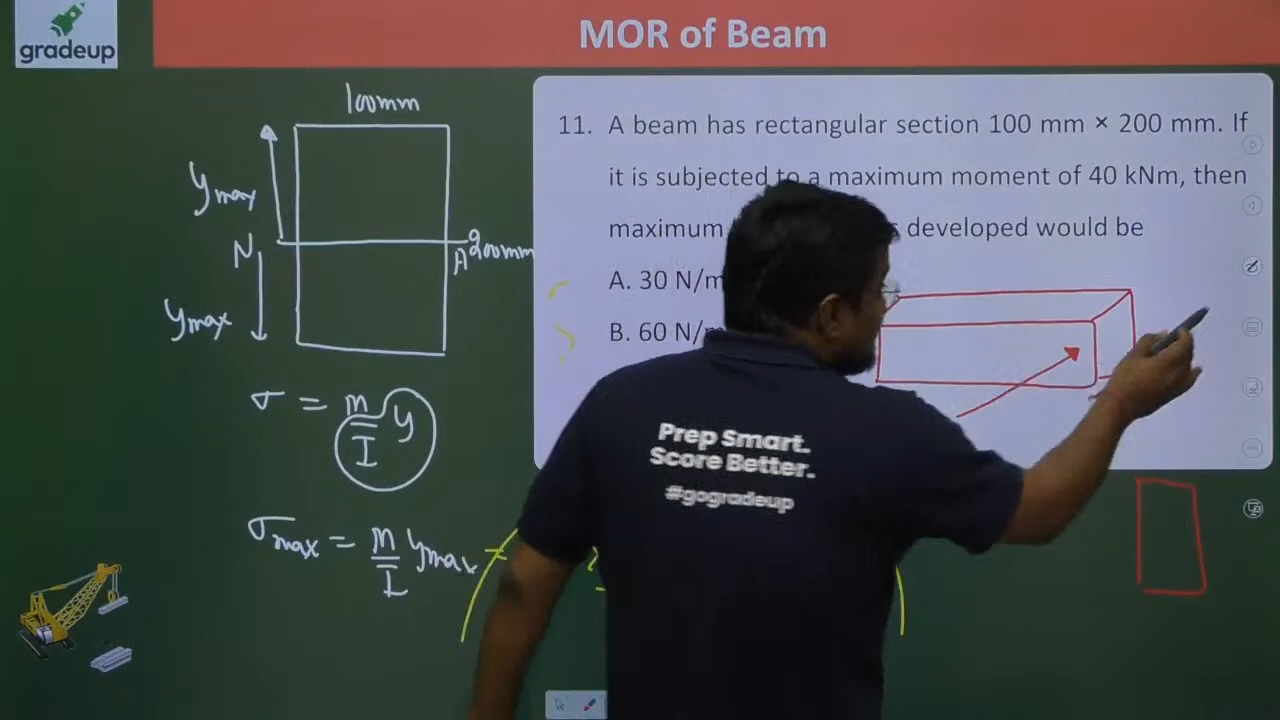 gradeup
MOR of Beam
100mm
ymax
N
A
200mm
ymax
σ = m/I y
σmax = m/I ymax =
11. A beam has rectangular section 100 mm × 200 mm. If
it is subjected to a maximum moment of 40 kNm, then
maximum developed would be
A. 30 N/m
B. 60 N/
Prep Smart.
Score Better.
#gogradeup